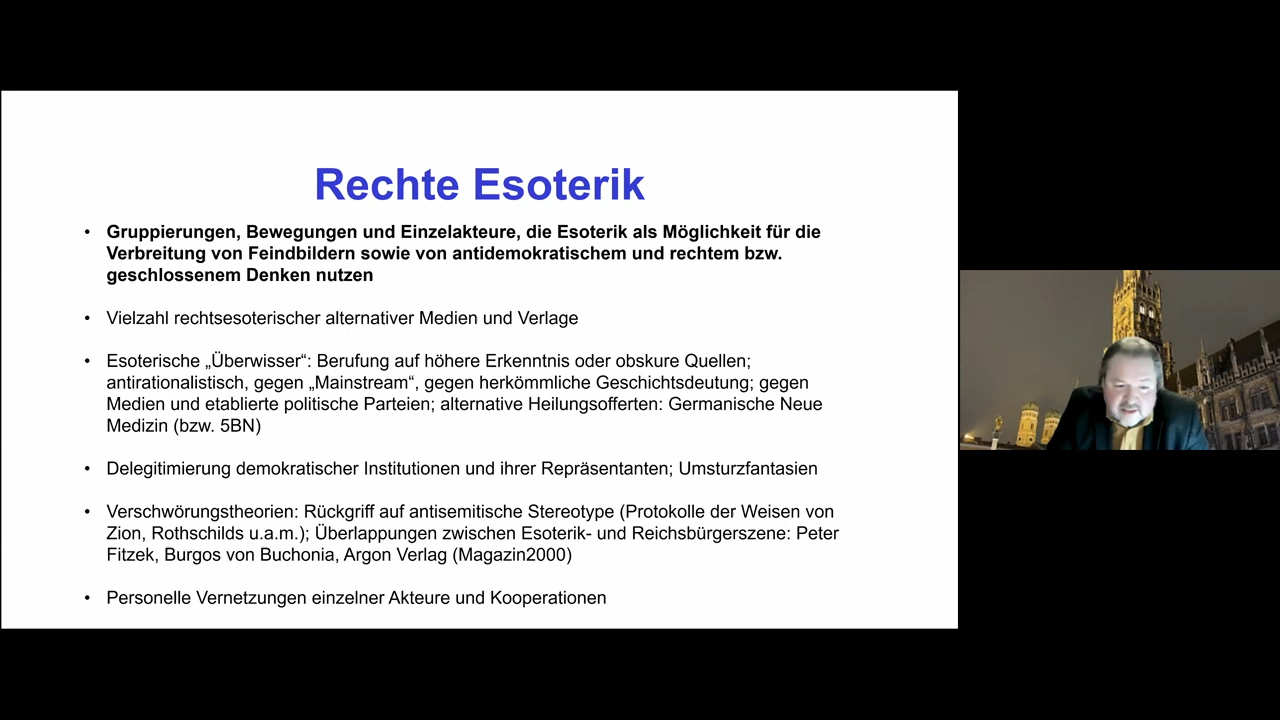 Rechte Esoterik
• Gruppierungen, Bewegungen und Einzelakteure, die Esoterik als Möglichkeit für die
Verbreitung von Feindbildern sowie von antidemokratischem und rechtem bzw.
geschlossenem Denken nutzen
• Vielzahl rechtsesoterischer alternativer Medien und Verlage
• Esoterische „Überwisser“: Berufung auf höhere Erkenntnis oder obskure Quellen;
antirationalistisch, gegen „Mainstream“, gegen herkömmliche Geschichtsdeutung; gegen
Medien und etablierte politische Parteien; alternative Heilungsofferten: Germanische Neue
Medizin (bzw. 5BN)
• Delegitimierung demokratischer Institutionen und ihrer Repräsentanten; Umsturzfantasien
• Verschwörungstheorien: Rückgriff auf antisemitische Stereotype (Protokolle der Weisen von
Zion, Rothschilds u.a.m.); Überlappungen zwischen Esoterik- und Reichsbürgerszene: Peter
Fitzek, Burgos von Buchonia, Argon Verlag (Magazin2000)
• Personelle Vernetzungen einzelner Akteure und Kooperationen